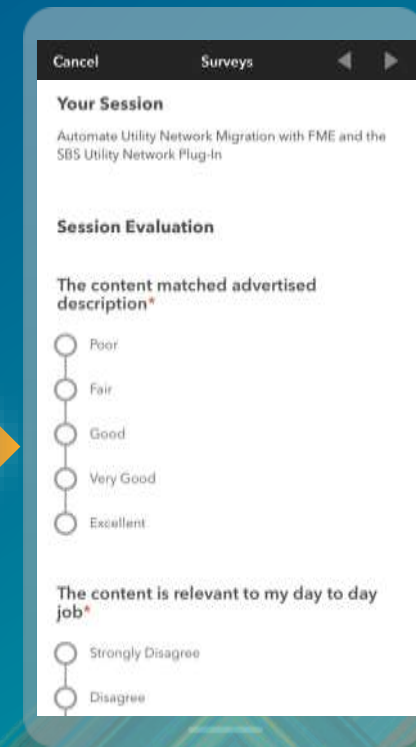 Cancel
Surveys
Your Session
Automate Utility Network Migration with FME and the
SBS Utility Network Plug-In
Session Evaluation
The content matched advertised
description*
Poor
Fair
Good
Very Good
Excellent
The content is relevant to my day to day
job*
Strongly Disagree
Disagree